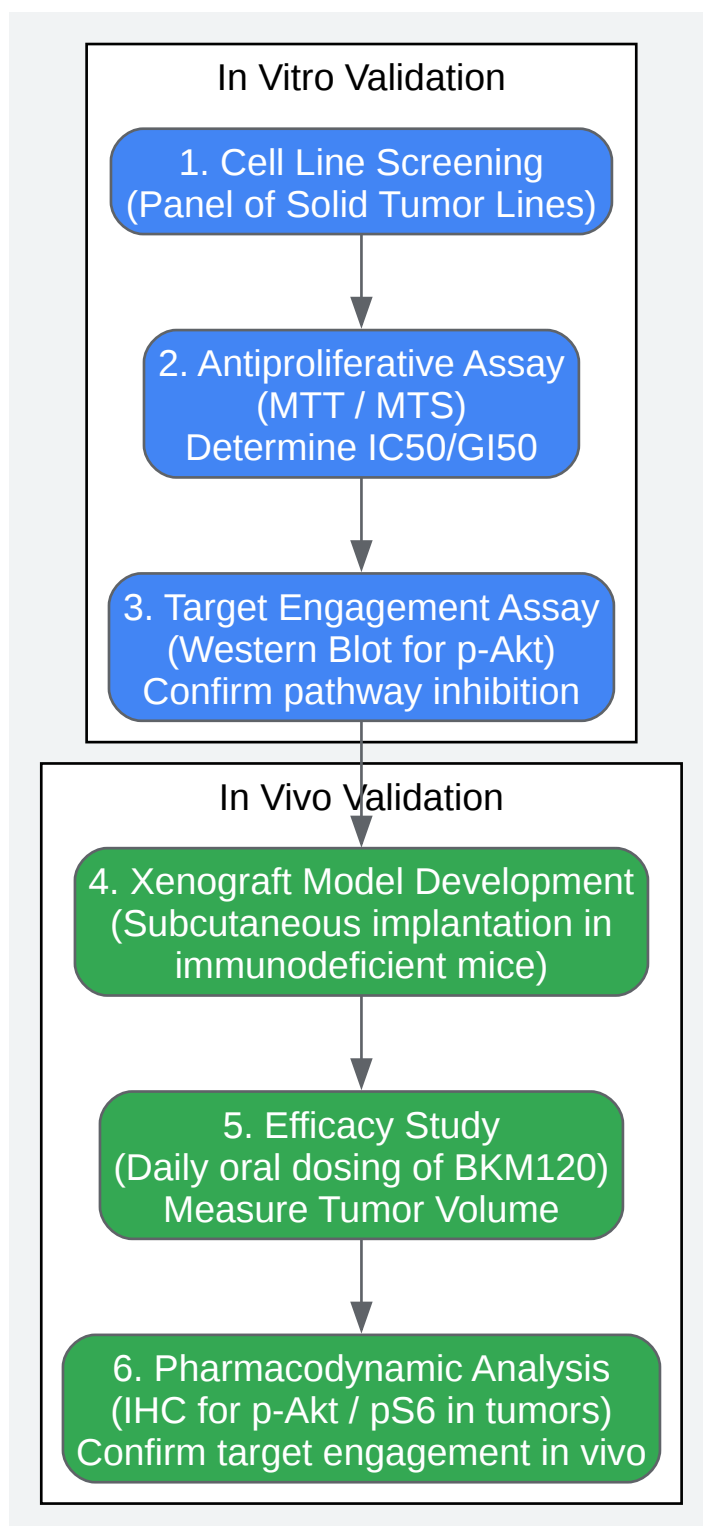 In Vitro Validation
1. Cell Line Screening
(Panel of Solid Tumor Lines)
2. Antiproliferative Assay
(MTT / MTS)
Determine IC50/GI50
3. Target Engagement Assay
(Western Blot for p-Akt)
Confirm pathway inhibition
In Vivo Validation
4. Xenograft Model Development
(Subcutaneous implantation in
immunodeficient mice)
5. Efficacy Study
(Daily oral dosing of BKM120)
Measure Tumor Volume
6. Pharmacodynamic Analysis
(IHC for p-Akt / pS6 in tumors)
Confirm target engagement in vivo